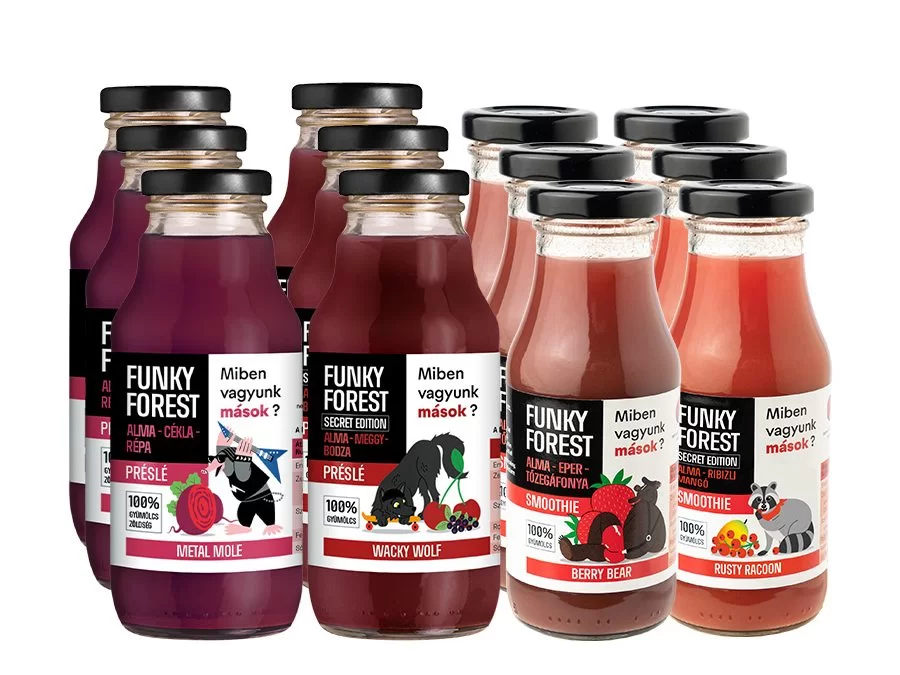 FUNKY
FOREST
ALMA - CÉKLA -
RÉPA
PRÉSLÉ
100%
GYÜMÖLCS
ZÖLDSÉG
Miben
vagyunk
mások?
METAL MOLE
FUNKY
FOREST
SECRET EDITION
ALMA - MEGGY -
BODZA
PRÉSLÉ
100%
GYÜMÖLCS
Miben
vagyunk
mások?
WACKY WOLF
FUNKY
FOREST
ALMA - EPER -
TŐZEGÁFONYA
SMOOTHIE
100%
GYÜMÖLCS
Miben
vagyunk
mások?
BERRY BEAR
FUNKY
FOREST
SECRET EDITION
ALMA - RIBIZLI
MANGÓ
SMOOTHIE
100%
GYÜMÖLCS
Miben
vagyunk
mások?
RUSTY RACOON